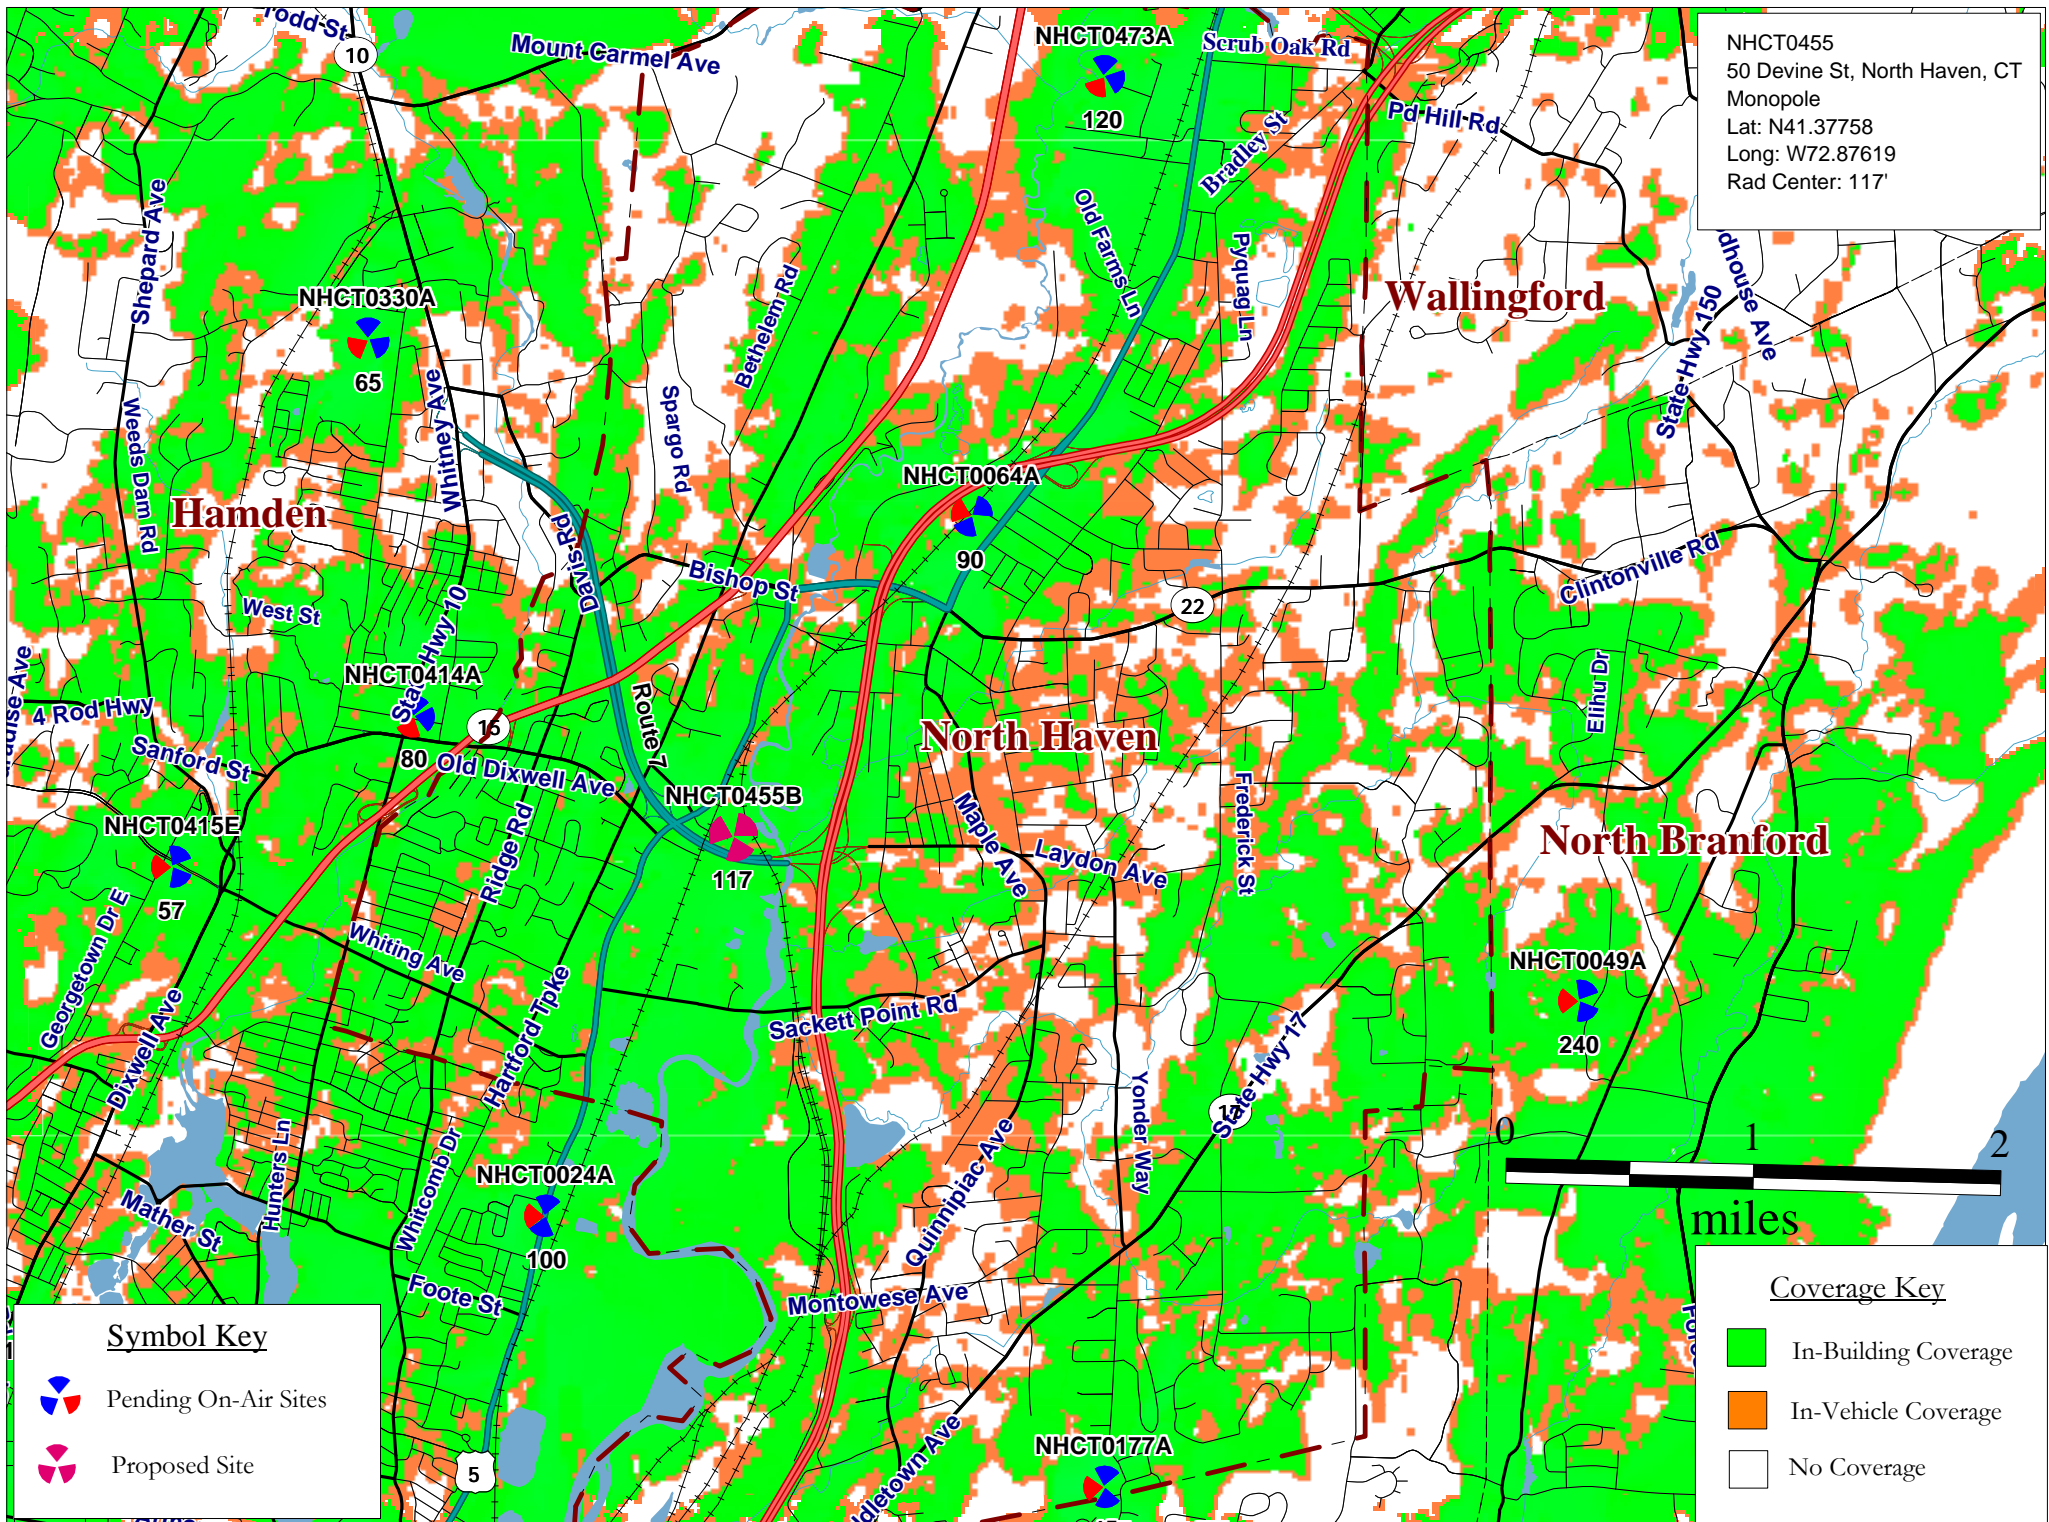 Todd St
10
Mount Carmel Ave
NHCT0473A
120
Scrub Oak Rd
Pd Hill Rd
Bradley St
NHCT0455
50 Devine St, North Haven, CT
Monopole
Lat: N41.37758
Long: W72.87619
Rad Center: 117'
Shepard Ave
Old Farms Ln
Pyquag Ln
Wallingford
State Hwy 150
dhouse Ave
NHCT0330A
65
Bethelem Rd
Whitney Ave
Weeds Dam Rd
Spargo Rd
NHCT0064A
90
Hamden
Davis Rd
Bishop St
Clintonville Rd
22
West St
State Hwy 10
NHCT0414A
80
15
Route 7
Elihu Dr
4 Rod Hwy
Sanford St
North Haven
Old Dixwell Ave
NHCT0455B
117
Maple Ave
Frederick St
NHCT0415E
57
Ridge Rd
Laydon Ave
North Branford
Georgetown Dr E
Whiting Ave
NHCT0049A
240
Dixwell Ave
Hartford Tpke
Sackett Point Rd
State Hwy 17
17
Yonder Way
0 1 2
miles
Hunters Ln
Whitcomb Dr
NHCT0024A
100
Quinnipiac Ave
Mather St
Foote St
Montowese Ave
Symbol Key
Pending On-Air Sites
Proposed Site
5
NHCT0177A
dletown Ave
Coverage Key
In-Building Coverage
In-Vehicle Coverage
No Coverage